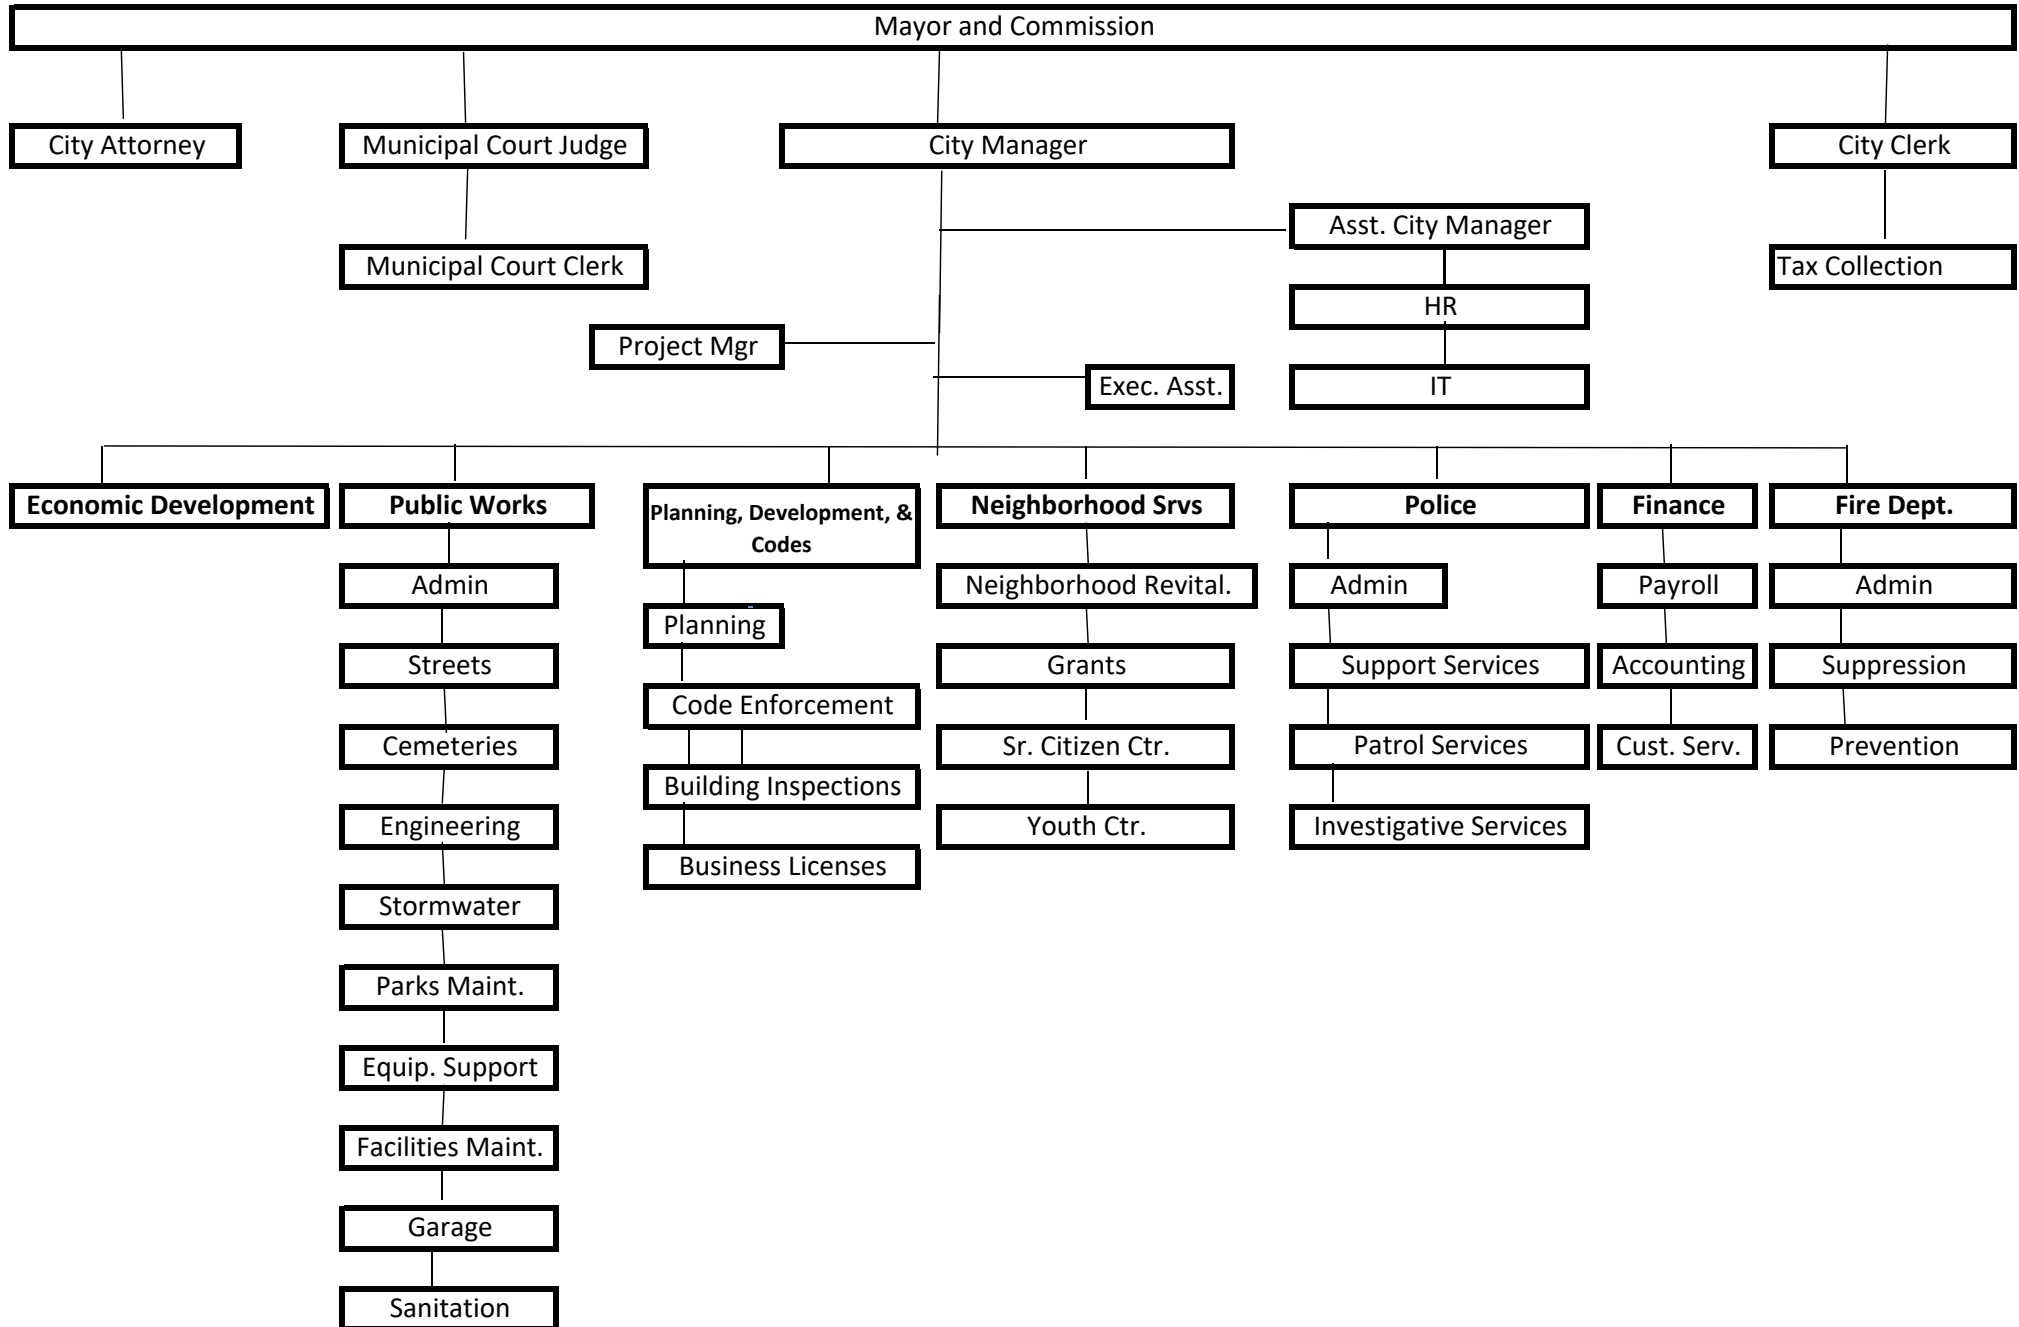 Mayor and Commission
City Attorney
Municipal Court Judge
City Manager
City Clerk
Asst. City Manager
Municipal Court Clerk
Tax Collection
HR
Project Mgr
Exec. Asst.
IT
Economic Development
Public Works
Planning, Development, &
Codes
Neighborhood Srvs
Police
Finance
Fire Dept.
Admin
Streets
Cemeteries
Engineering
Stormwater
Parks Maint.
Equip. Support
Facilities Maint.
Garage
Sanitation
Planning
Code Enforcement
Building Inspections
Business Licenses
Neighborhood Revital.
Grants
Sr. Citizen Ctr.
Youth Ctr.
Admin
Support Services
Patrol Services
Investigative Services
Payroll
Accounting
Cust. Serv.
Admin
Suppression
Prevention